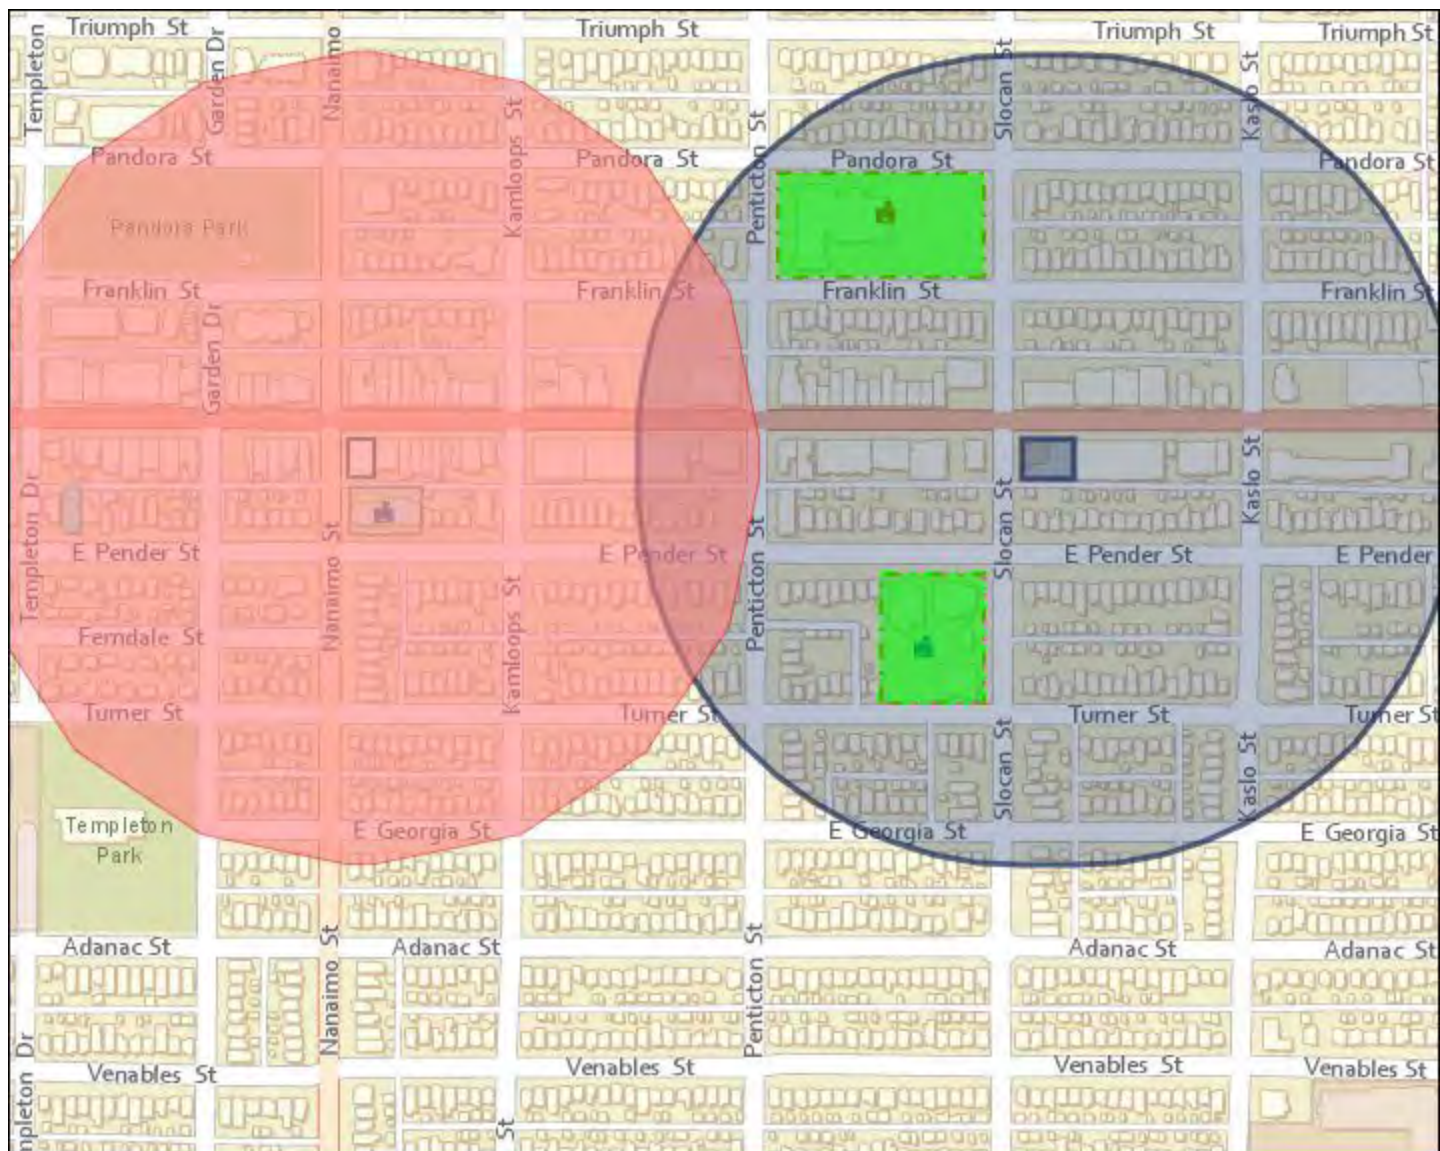 Triumph St
Triumph St
Triumph St
Triumph St
Templeton
Garden Dr
Nanaimo
Kamloops St
Penticton St
Slocan St
Kaslo St
Pandora St
Pandora St
Pandora St
Pandora St
Pandora Park
Franklin St
Franklin St
Franklin St
Franklin St
Garden Dr
Templeton Dr
Nanaimo St
Kamloops St
Penticton St
Slocan St
Kaslo St
E Pender St
E Pender St
E Pender St
E Pender
Ferndale St
Turner St
Turner St
Turner St
Turner St
Slocan St
Kaslo St
Templeton
Park
E Georgia St
E Georgia St
E Georgia St
Adanac St
Adanac St
Adanac St
Adanac St
Nanaimo St
Penticton St
Venables St
Venables St
Venables St
Venables St
mpleton Dr
St